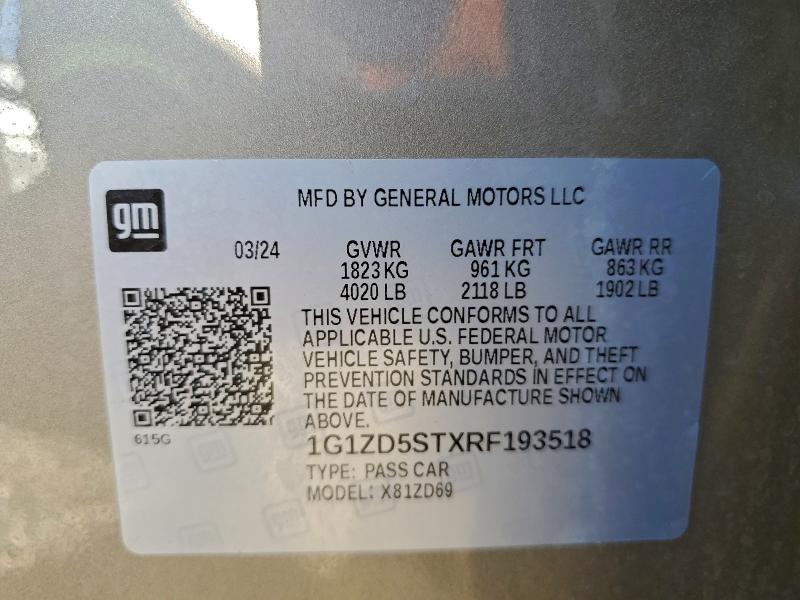 gm
MFD BY GENERAL MOTORS LLC
03/24 GVWR GAWR FRT GAWR RR
1823 KG 961 KG 863 KG
4020 LB 2118 LB 1902 LB
THIS VEHICLE CONFORMS TO ALL
APPLICABLE U.S. FEDERAL MOTOR
VEHICLE SAFETY, BUMPER, AND THEFT
PREVENTION STANDARDS IN EFFECT ON
THE DATE OF MANUFACTURE SHOWN
ABOVE.
615G
1G1ZD5STXRF193518
TYPE: PASS CAR
MODEL: X81ZD69